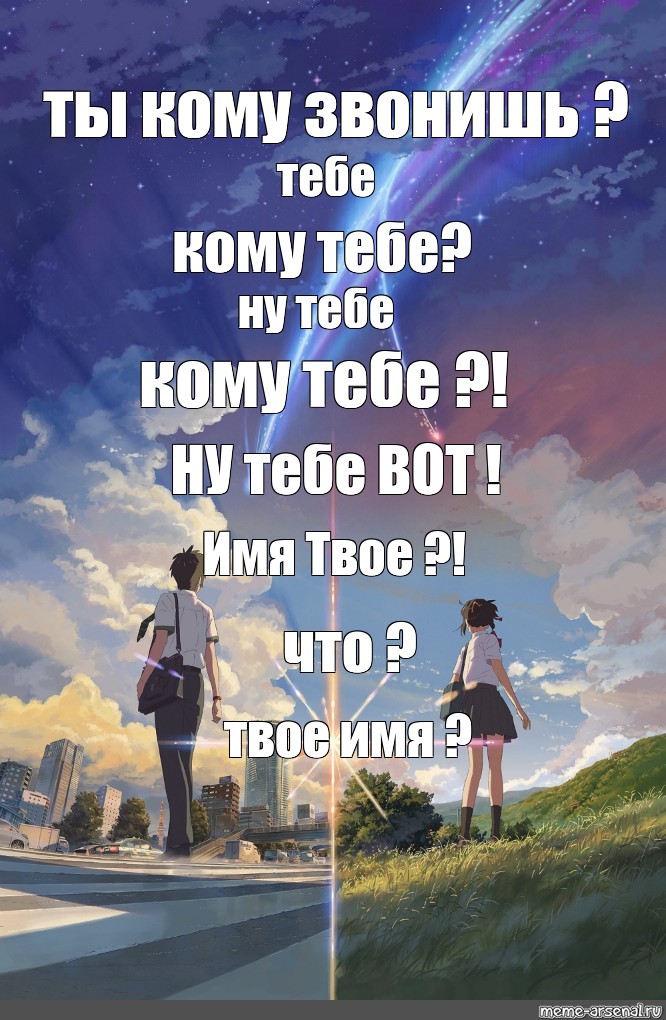 ты кому звонишь ?
тебе
кому тебе?
ну тебе
кому тебе ?!
НУ тебе ВОТ !
Имя Твое ?!
что ?
твое имя ?
meme-arsenal.ru